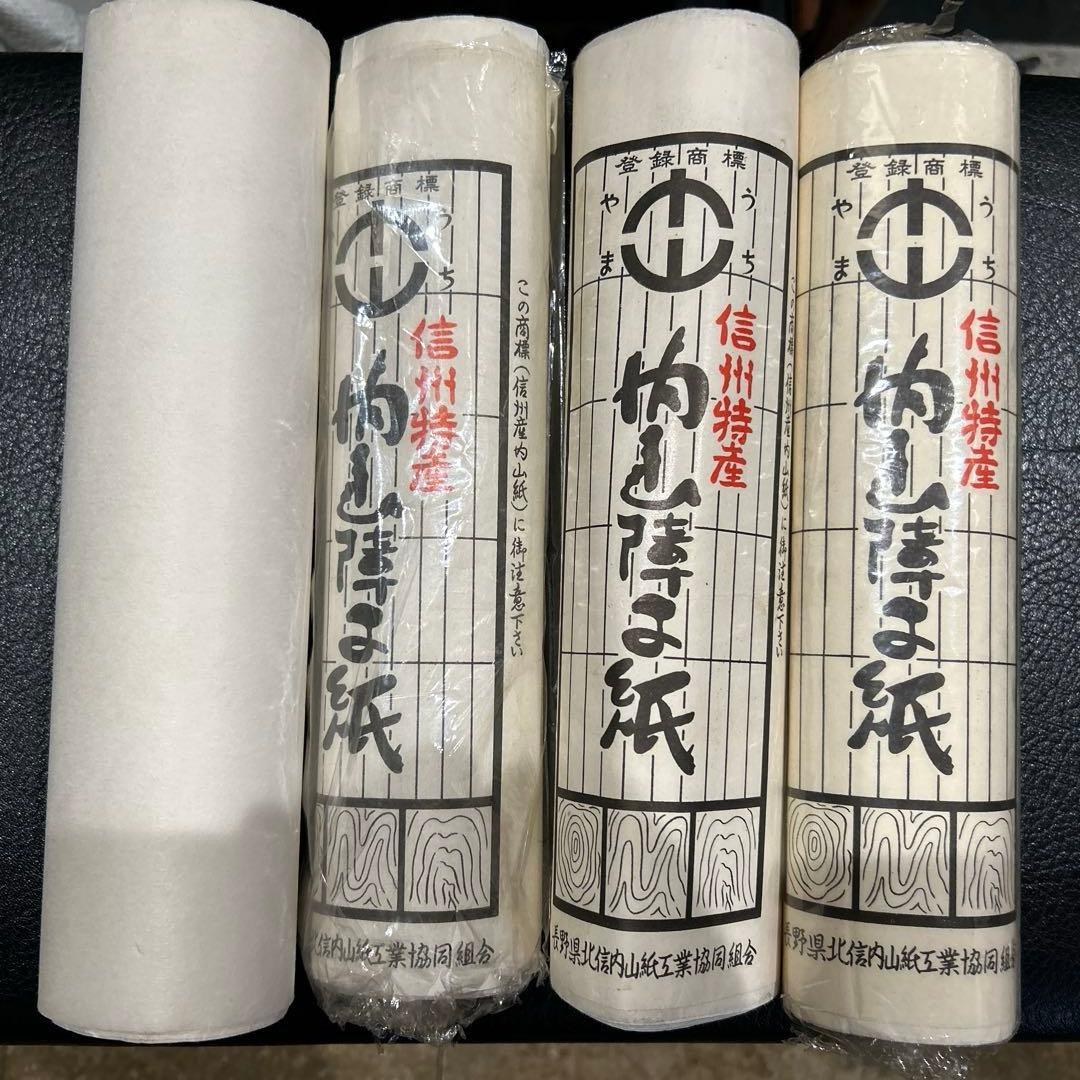 登録商標
うち
信州特産
内山障子紙
この商標(信州産内山紙)に御注意下さい
北信内山紙工業協同組合
登録商標
うち
やま
信州特産
内山障子紙
この商標(信州産内山紙)に御注意下さい
長野県北信内山紙工業協同組合
登録商標
うち
やま
信州特産
内山障子紙
長野県北信内山紙工業協同組合